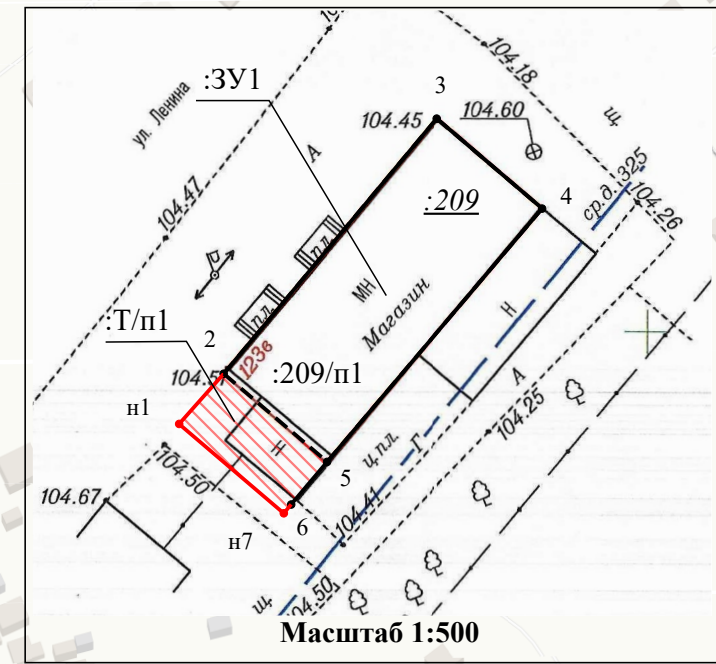 :ЗУ1
ул. Ленина
А
104.47
3
104.45
104.60
104.18
щ.
4
ср.д. 325
104.26
:209
пл.
МН
Магазин
Н
пл.
:Т/п1
2
123в
:209/п1
104.5
н1
Н
А
104.25
ц.пл.
Г
5
104.67
104.50
6
104.41
н7
щ.
104.50
Масштаб 1:500